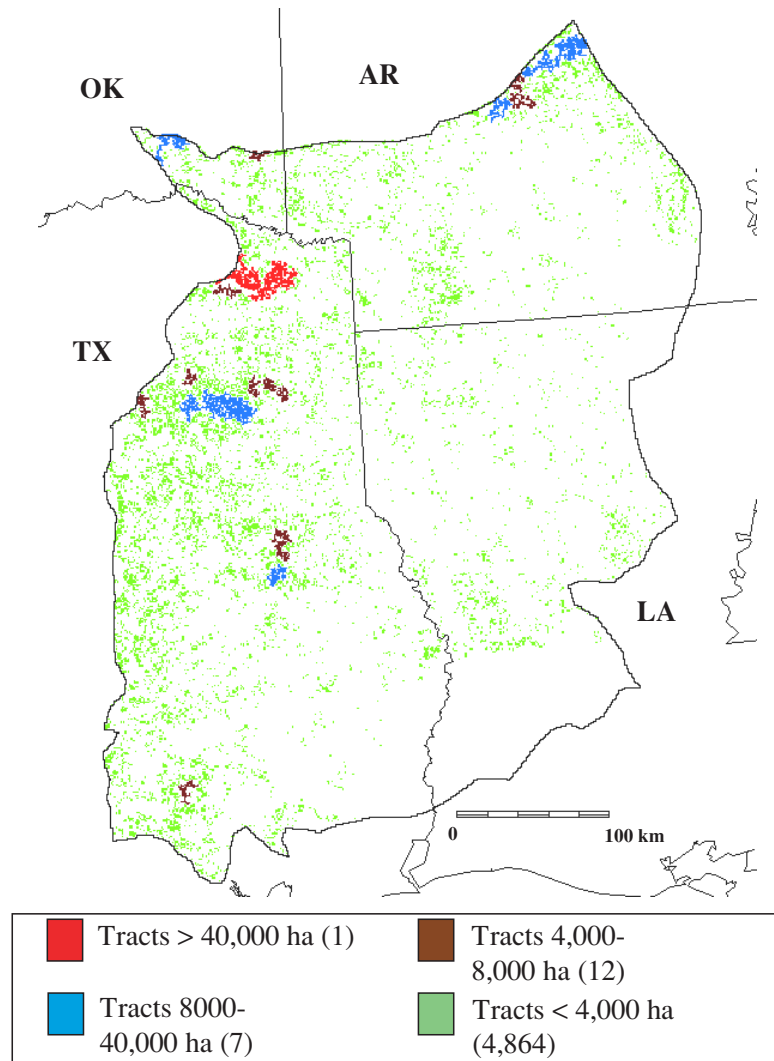 AR
OK
TX
LA
0 100 km
Tracts > 40,000 ha (1)
Tracts 4,000-
8,000 ha (12)
Tracts 8000-
40,000 ha (7)
Tracts < 4,000 ha
(4,864)